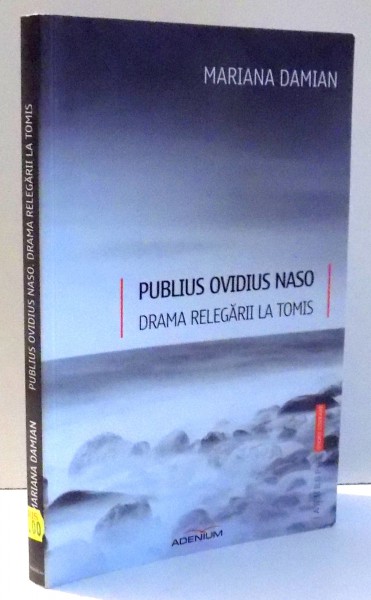 MARIANA DAMIAN
PUBLIUS OVIDIUS NASO
DRAMA RELEGĂRII LA TOMIS
ADENIUM
PUBLIUS OVIDIUS NASO. DRAMA RELEGĂRII LA TOMIS
MARIANA DAMIAN